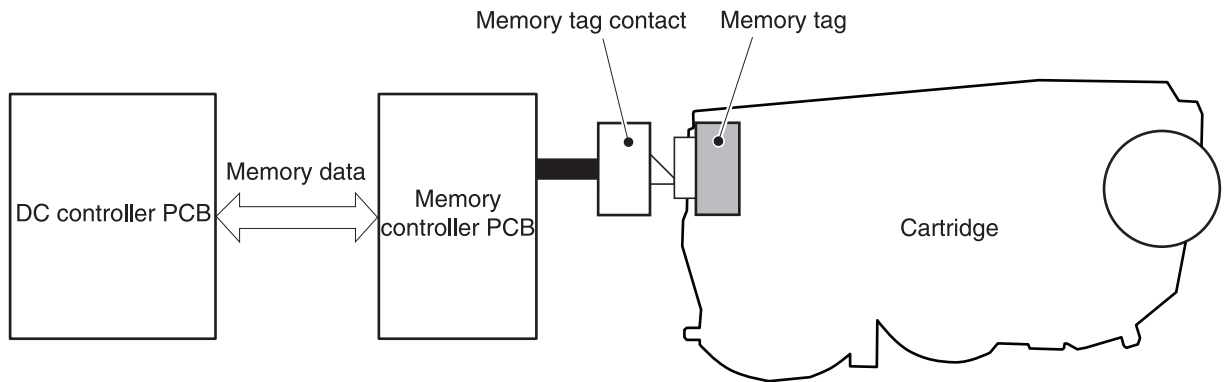 Memory tag contact
Memory tag
Memory data
DC controller PCB
Memory
controller PCB
Cartridge